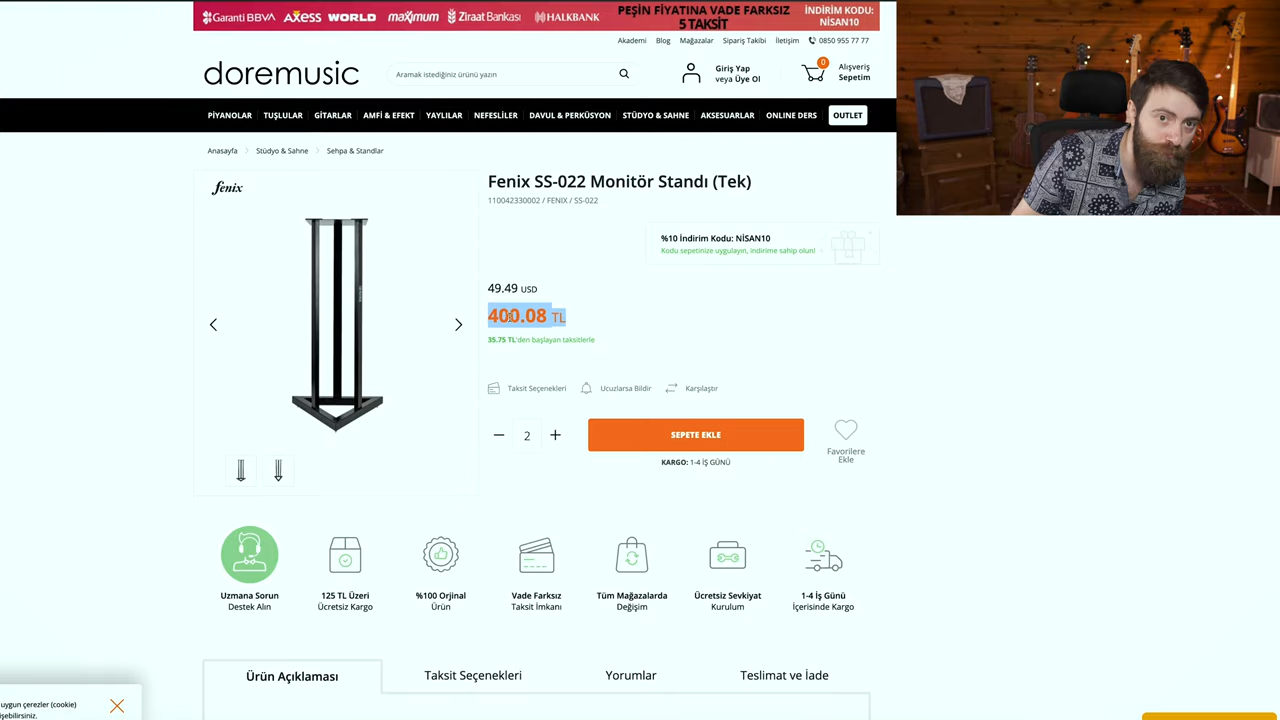 Garanti BBVA AXESS WORLD maximum Ziraat Bankası HALKBANK PEŞİN FİYATINA VADE FARKSIZ 5 TAKSİT İNDİRİM KODU: NİSAN10
Akademi Blog Mağazalar Sipariş Takibi İletişim 0850 955 77 77
doremusic Aramak istediğiniz ürünü yazın Giriş Yap veya Üye Ol 0 Alışveriş Sepetim
PİYANOLAR TUŞLULAR GİTARLAR AMFİ & EFEKT YAYLILAR NEFESLİLER DAVUL & PERKÜSYON STÜDYO & SAHNE AKSESUARLAR ONLINE DERS OUTLET
Anasayfa Stüdyo & Sahne Sehpa & Standlar
fenix
Fenix SS-022 Monitör Standı (Tek)
110042330002 / FENIX / SS-022
%10 İndirim Kodu: NİSAN10
Kodu sepetinize uygulayın, indirime sahip olun!
49.49 USD
400.08 TL
35.75 TL'den başlayan taksitlerle
Taksit Seçenekleri Ucuzlarsa Bildir Karşılaştır
2 SEPETE EKLE
Favorilere
Ekle
KARGO: 1-4 İŞ GÜNÜ
Uzmana Sorun 125 TL Üzeri %100 Orjinal Vade Farksız Tüm Mağazalarda Ücretsiz Sevkiyat 1-4 İş Günü
Destek Alın Ücretsiz Kargo Ürün Taksit İmkanı Değişim Kurulum İçerisinde Kargo
Ürün Açıklaması Taksit Seçenekleri Yorumlar Teslimat ve İade
uygun çerezler (cookie)
işebilirsiniz.